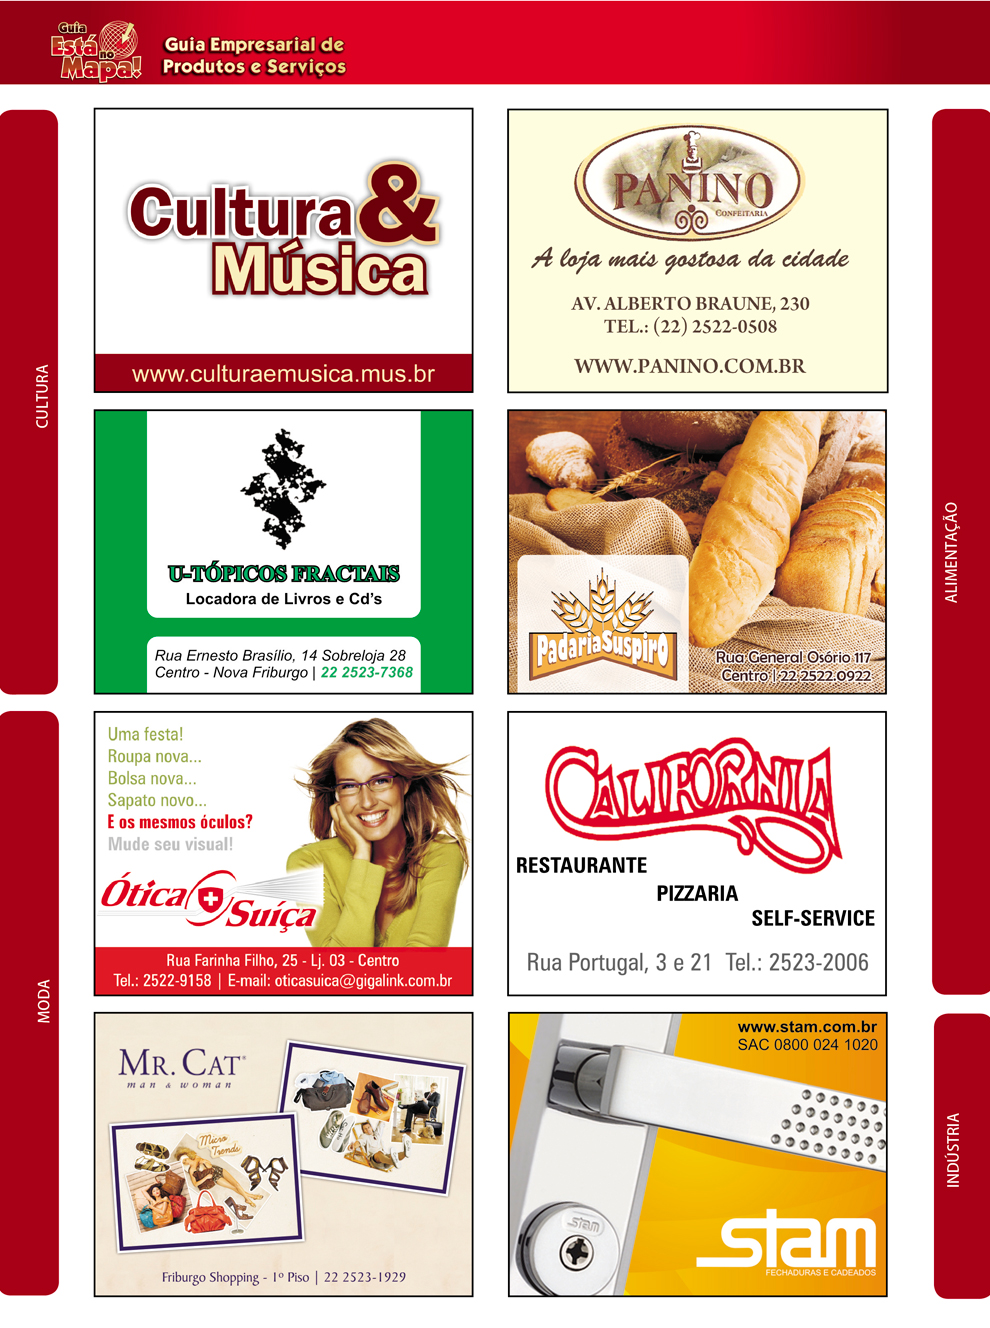 Guia
Está
no
Mapa!
Guia Empresarial de
Produtos e Serviços
CULTURA
Cultura &
Música
www.culturaemusica.mus.br
U-TÓPICOS FRACTAIS
Locadora de Livros e Cd's
Rua Ernesto Brasílio, 14 Sobreloja 28
Centro - Nova Friburgo | 22 2523-7368
MODA
Uma festa!
Roupa nova...
Bolsa nova...
Sapato novo...
E os mesmos óculos?
Mude seu visual!
Ótica
Suíça
Rua Farinha Filho, 25 - Lj. 03 - Centro
Tel.: 2522-9158 | E-mail: oticasuica@gigalink.com.br
MR. CAT®
man & woman
Micro
Trends
Friburgo Shopping - 1º Piso | 22 2523-1929
ALIMENTAÇÃO
PANINO
CONFEITARIA
A loja mais gostosa da cidade
AV. ALBERTO BRAUNE, 230
TEL.: (22) 2522-0508
WWW.PANINO.COM.BR
Padaria Suspiro
Rua General Osório 117
Centro | 22 2522.0922
CALIFORNIA
RESTAURANTE
PIZZARIA
SELF-SERVICE
Rua Portugal, 3 e 21 Tel.: 2523-2006
INDÚSTRIA
www.stam.com.br
SAC 0800 024 1020
stam
stam
FECHADURAS E CADEADOS